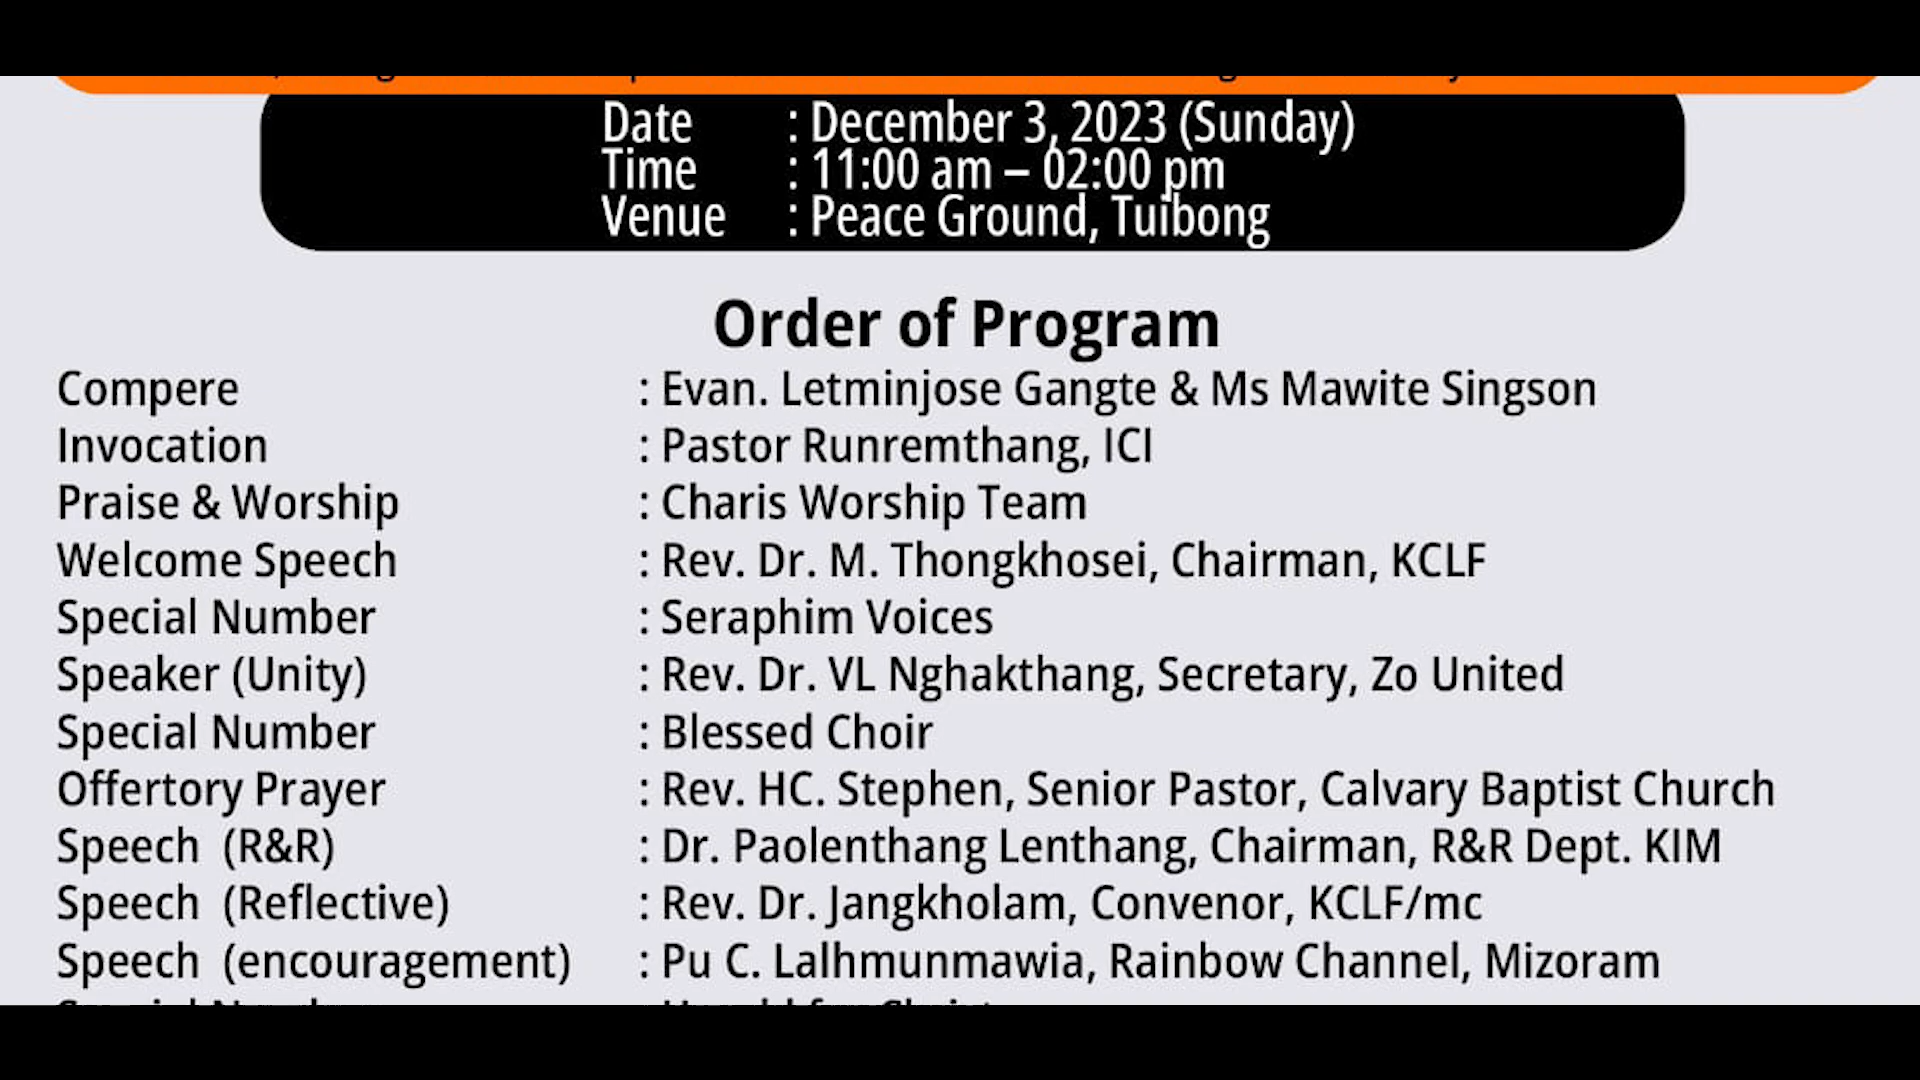 Date : December 3, 2023 (Sunday)
Time : 11:00 am – 02:00 pm
Venue : Peace Ground, Tuibong
Order of Program
Compere : Evan. Letminjose Gangte & Ms Mawite Singson
Invocation : Pastor Runremthang, ICI
Praise & Worship : Charis Worship Team
Welcome Speech : Rev. Dr. M. Thongkhosei, Chairman, KCLF
Special Number : Seraphim Voices
Speaker (Unity) : Rev. Dr. VL Nghakthang, Secretary, Zo United
Special Number : Blessed Choir
Offertory Prayer : Rev. HC. Stephen, Senior Pastor, Calvary Baptist Church
Speech (R&R) : Dr. Paolenthang Lenthang, Chairman, R&R Dept. KIM
Speech (Reflective) : Rev. Dr. Jangkholam, Convenor, KCLF/mc
Speech (encouragement) : Pu C. Lalhmunmawia, Rainbow Channel, Mizoram